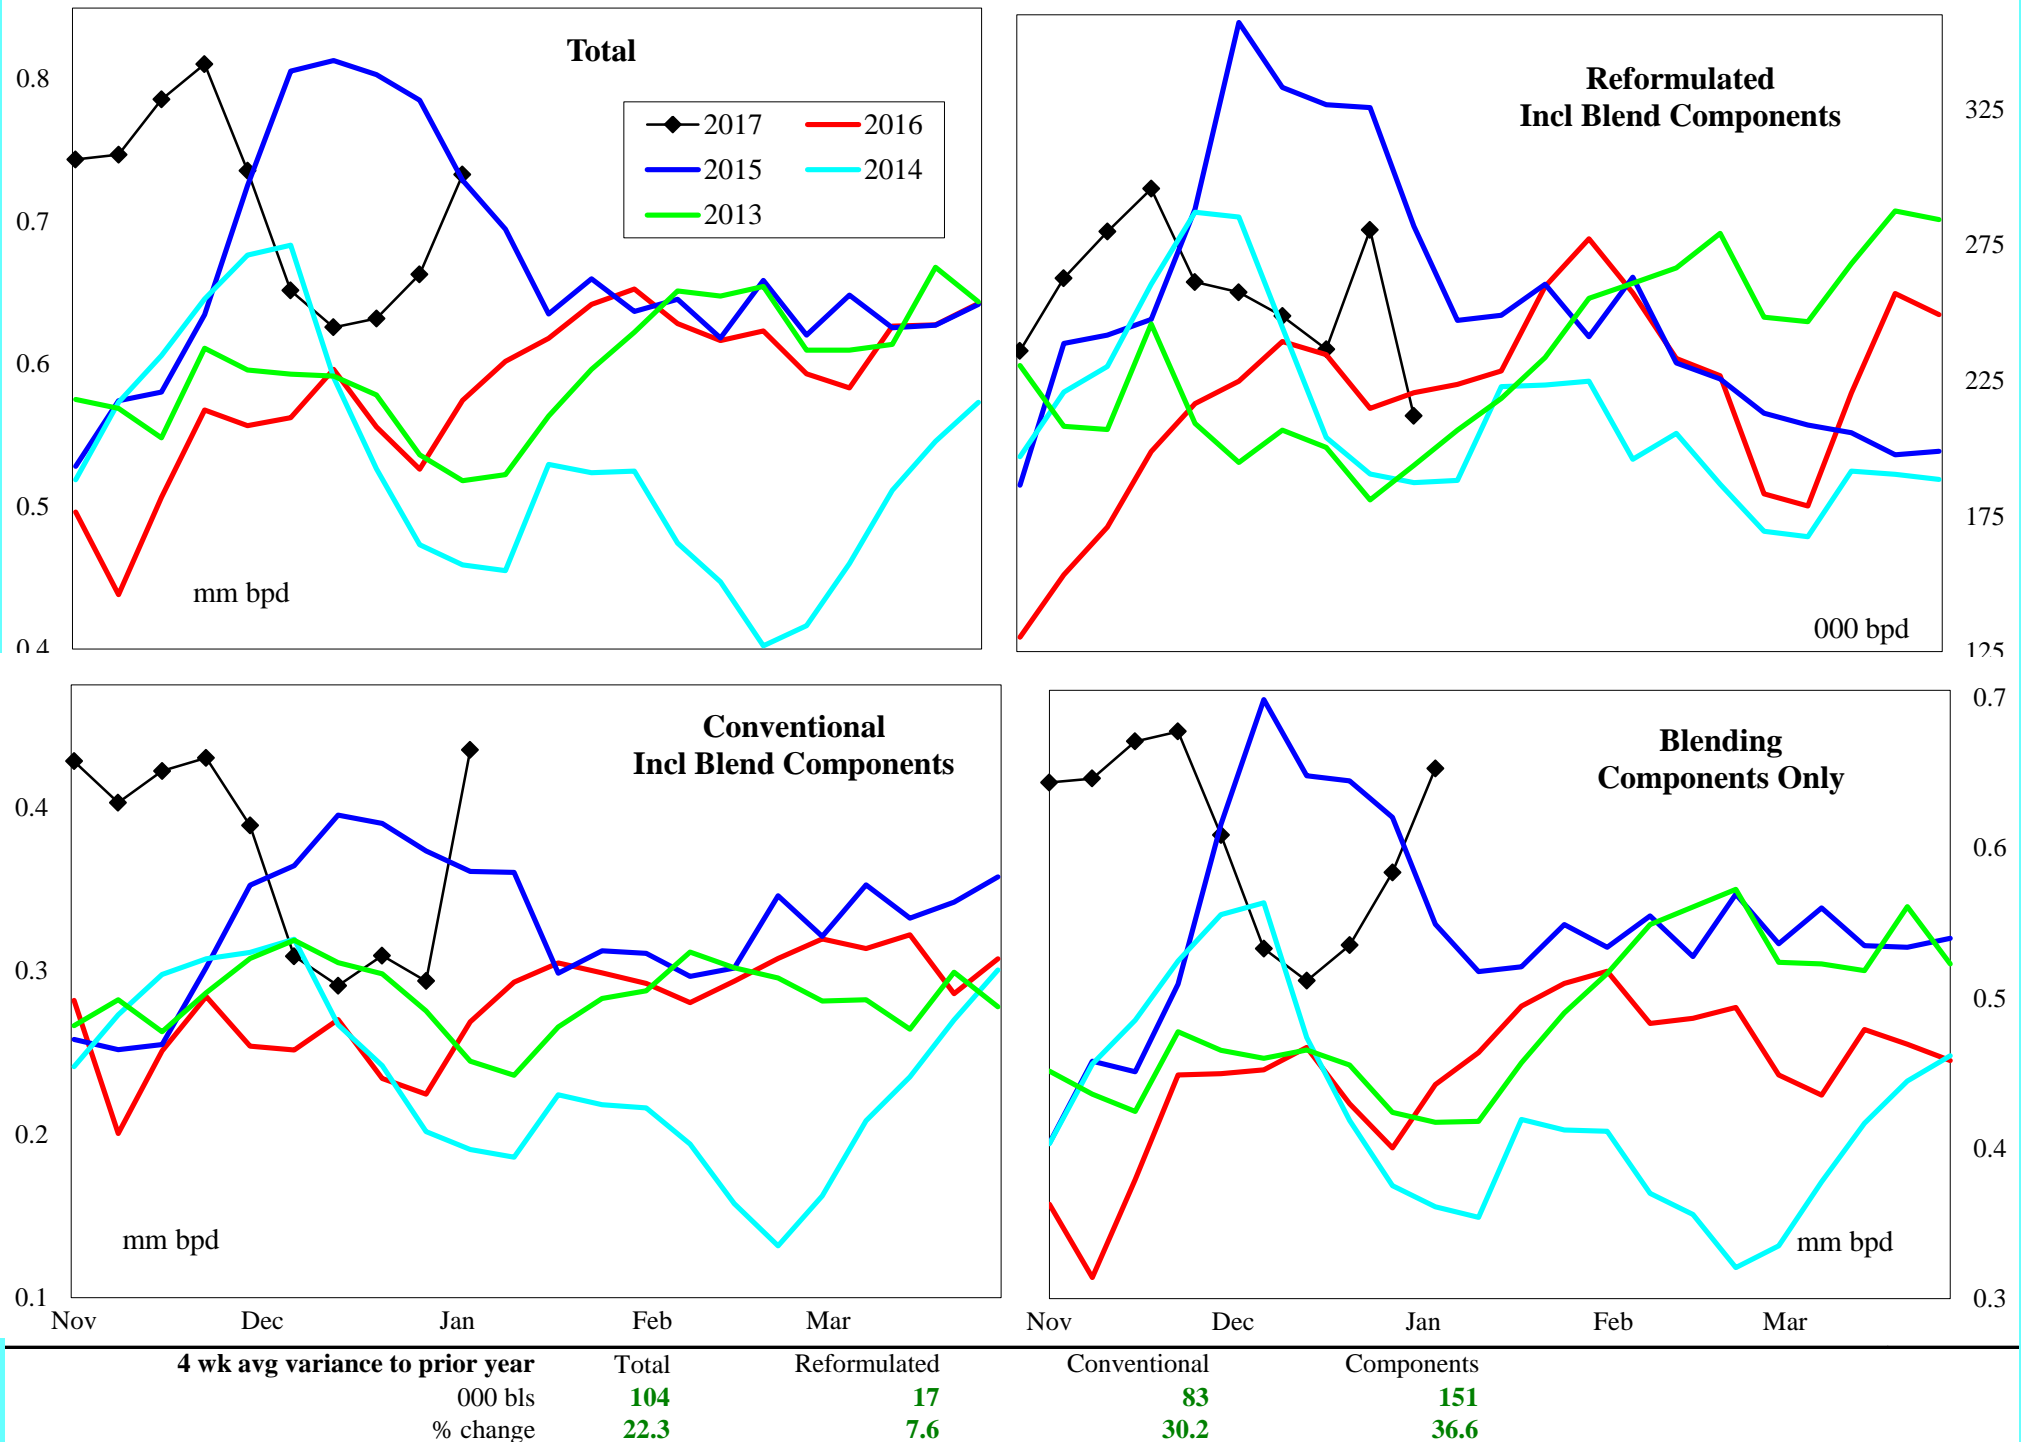 Total
0.8
0.7
0.6
0.5
0.4
2017 2016
2015 2014
2013
mm bpd
Reformulated
Incl Blend Components
325
275
225
175
125
000 bpd
Conventional
Incl Blend Components
0.4
0.3
0.2
0.1
mm bpd
Nov Dec Jan Feb Mar
Blending
Components Only
0.7
0.6
0.5
0.4
0.3
mm bpd
Nov Dec Jan Feb Mar
4 wk avg variance to prior year Total Reformulated Conventional Components
000 bls 104 17 83 151
% change 22.3 7.6 30.2 36.6